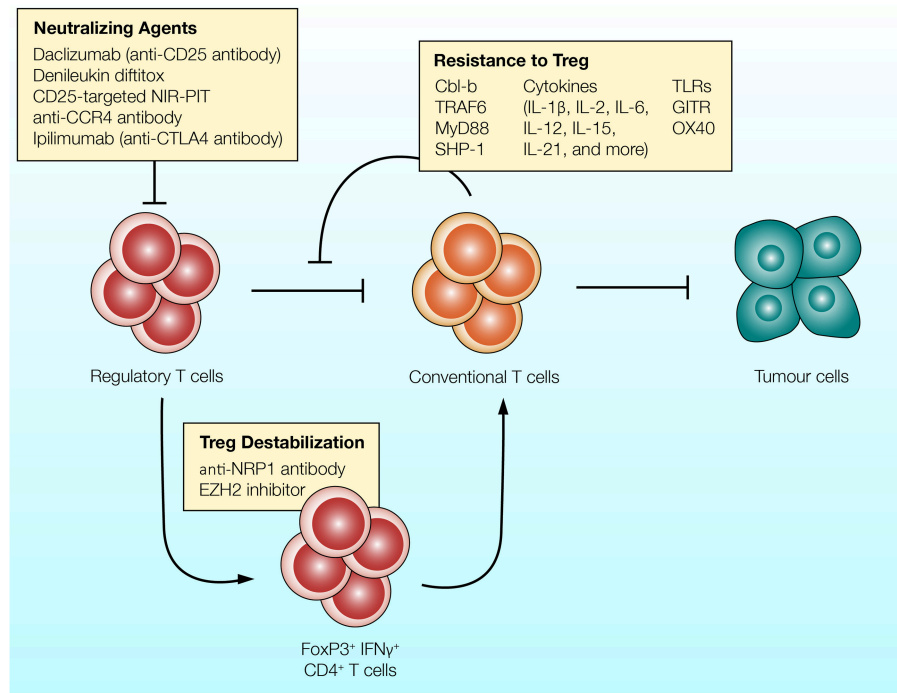 Neutralizing Agents
Daclizumab (anti-CD25 antibody)
Denileukin diftitox
CD25-targeted NIR-PIT
anti-CCR4 antibody
Ipilimumab (anti-CTLA4 antibody)
Resistance to Treg
Cbl-b
TRAF6
MyD88
SHP-1
Cytokines
(IL-1β, IL-2, IL-6,
IL-12, IL-15,
IL-21, and more)
TLRs
GITR
OX40
Regulatory T cells
Conventional T cells
Tumour cells
Treg Destabilization
anti-NRP1 antibody
EZH2 inhibitor
FoxP3⁺ IFNγ⁺
CD4⁺ T cells